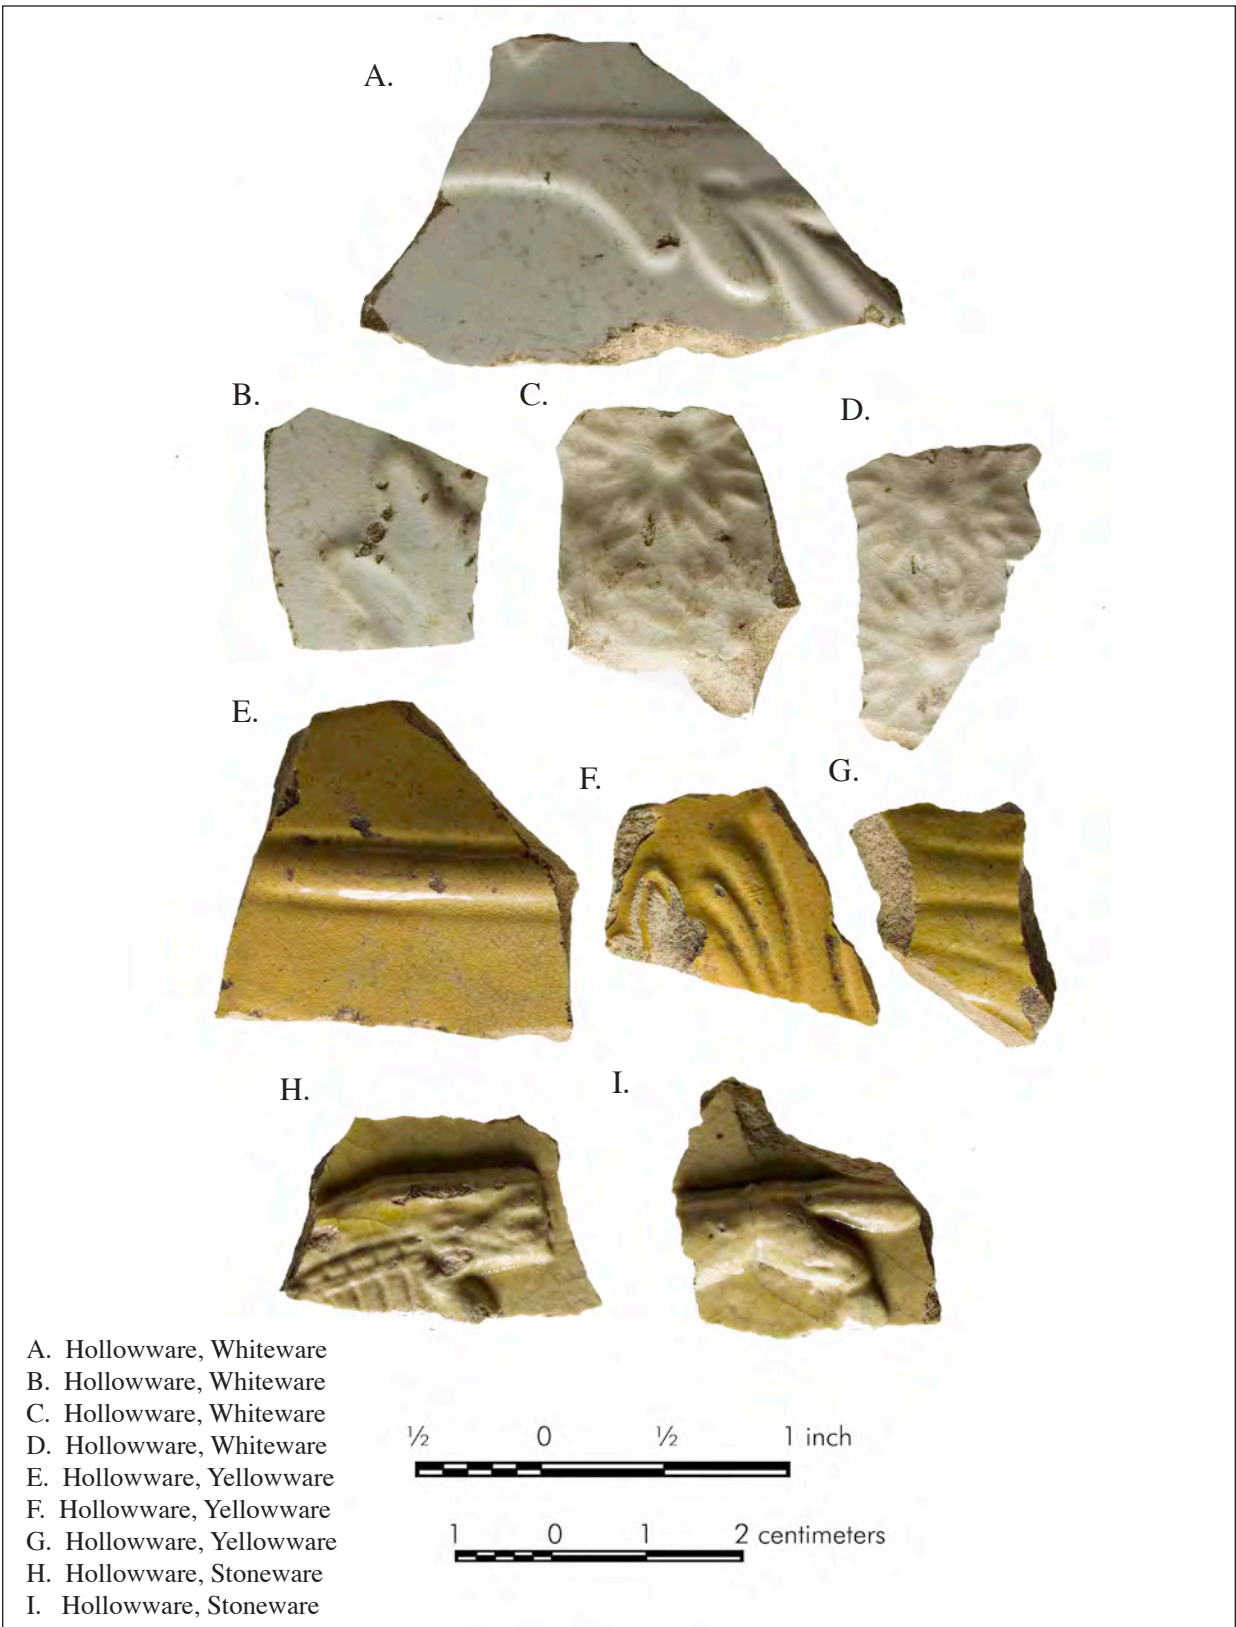 A.
B.
C.
D.
E.
F.
G.
H.
I.
A. Hollowware, Whiteware
B. Hollowware, Whiteware
C. Hollowware, Whiteware
D. Hollowware, Whiteware
E. Hollowware, Yellowware
F. Hollowware, Yellowware
G. Hollowware, Yellowware
H. Hollowware, Stoneware
I. Hollowware, Stoneware
½ 0 ½ 1 inch
1 0 1 2 centimeters